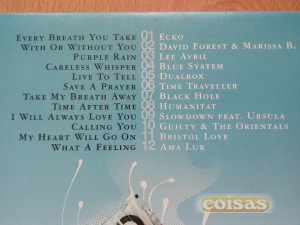 EVERY BREATH YOU TAKE 01 ECKO
WITH OR WITHOUT YOU 02 DAVID FOREST & MARISSA B.
PURPLE RAIN 03 LEE AVRIL
CARELESS WHISPER 04 BLUE SYSTEM
LIVE TO TELL 05 DUALBOX
SAVE A PRAYER 06 TIME TRAVELLER
TAKE MY BREATH AWAY 07 BLACK HOLE
TIME AFTER TIME 08 HUMANITAT
I WILL ALWAYS LOVE YOU 09 SLOWDOWN FEAT. URSULA
CALLING YOU 10 GUILTY & THE ORIENTALS
MY HEART WILL GO ON 11 BRISTOL LOVE
WHAT A FEELING 12 AMA LUR
coisas